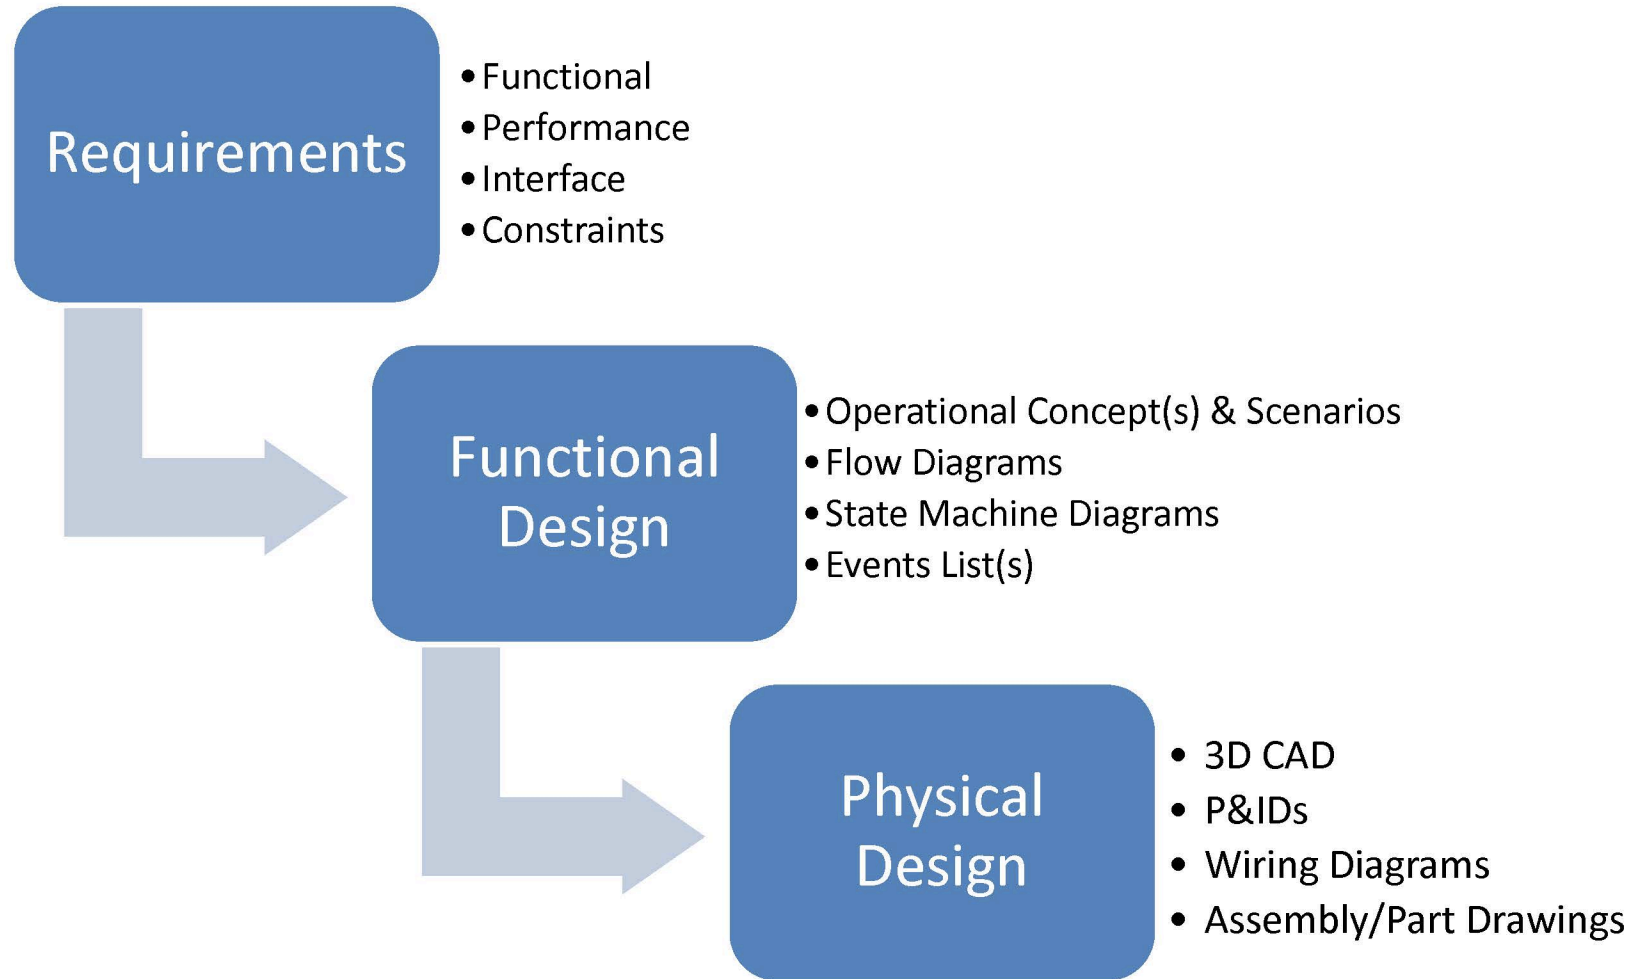 Requirements
•Functional
•Performance
•Interface
•Constraints
Functional
Design
•Operational Concept(s) & Scenarios
•Flow Diagrams
•State Machine Diagrams
•Events List(s)
Physical
Design
• 3D CAD
• P&IDs
• Wiring Diagrams
• Assembly/Part Drawings